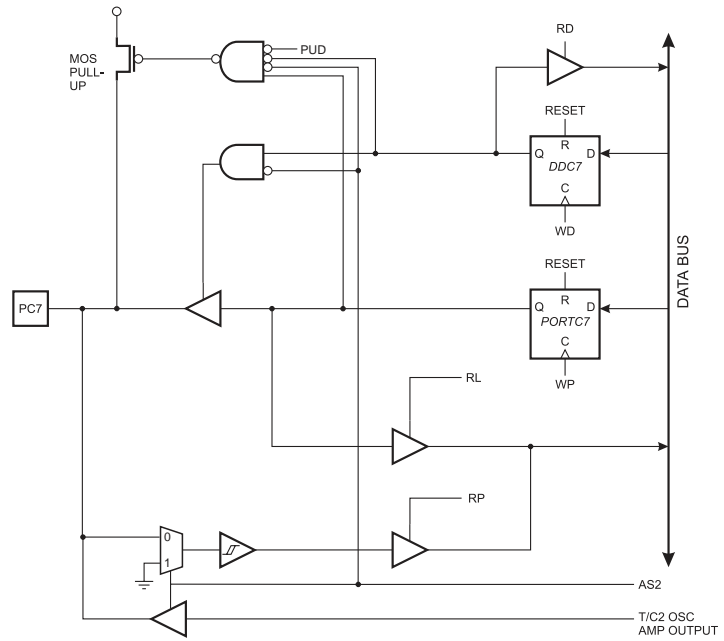 RD
MOS
PULL-
UP
PUD
RESET
R
Q
D
DDC7
C
WD
RESET
PC7
R
Q
D
PORTC7
C
WP
DATA BUS
RL
RP
0
1
AS2
T/C2 OSC
AMP OUTPUT